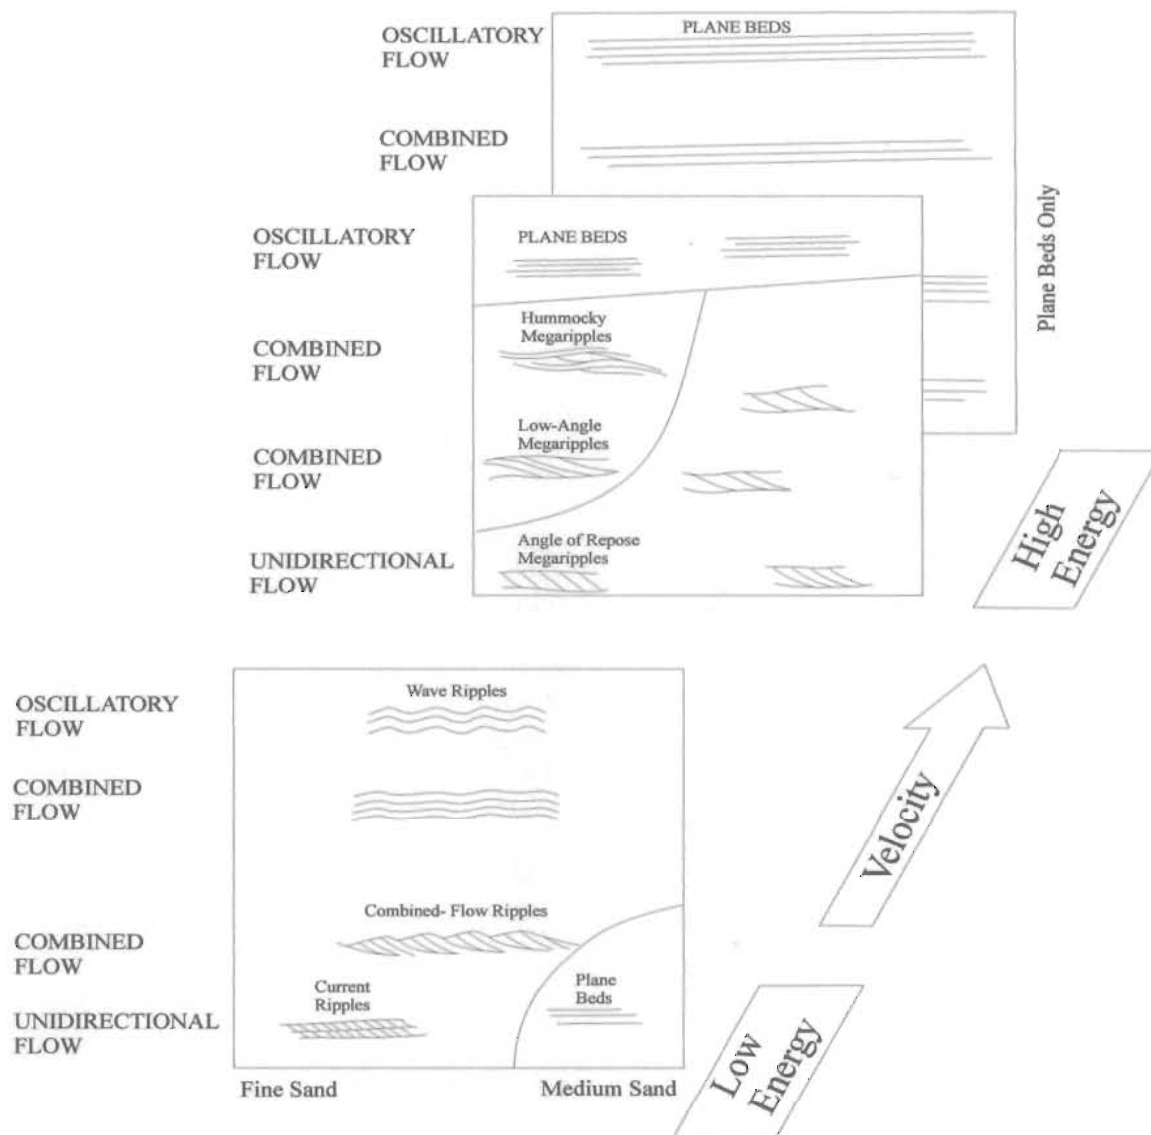 OSCILLATORY
FLOW
PLANE BEDS
COMBINED
FLOW
Plane Beds Only
OSCILLATORY
FLOW
PLANE BEDS
COMBINED
FLOW
Hummocky
Megaripples
COMBINED
FLOW
Low-Angle
Megaripples
UNIDIRECTIONAL
FLOW
Angle of Repose
Megaripples
High
Energy
OSCILLATORY
FLOW
Wave Ripples
COMBINED
FLOW
Velocity
COMBINED
FLOW
Combined- Flow Ripples
UNIDIRECTIONAL
FLOW
Current
Ripples
Plane
Beds
Low
Energy
Fine Sand
Medium Sand